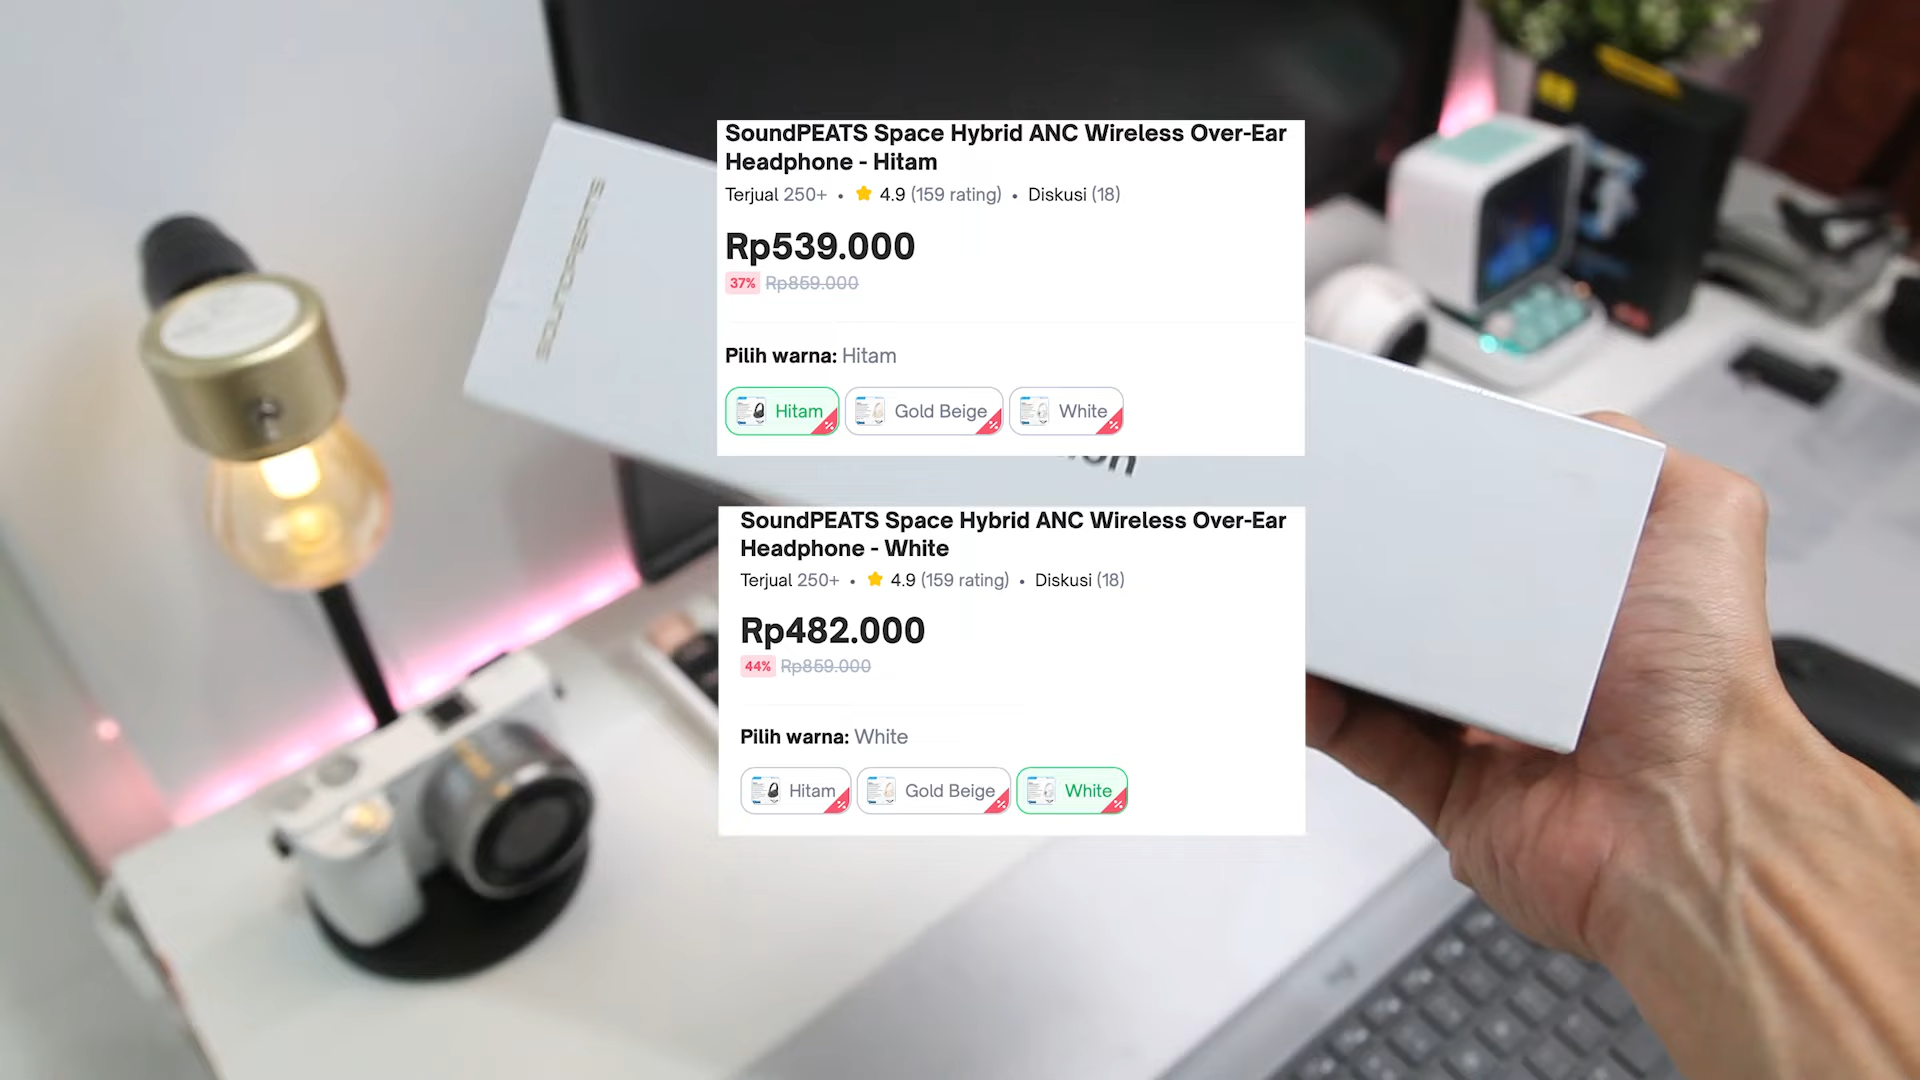 SoundPEATS Space Hybrid ANC Wireless Over-Ear
Headphone - Hitam
Terjual 250+ • 4.9 (159 rating) • Diskusi (18)
Rp539.000
37% Rp859.000
Pilih warna: Hitam
Hitam Gold Beige White
SOUNDPEATS
SoundPEATS Space Hybrid ANC Wireless Over-Ear
Headphone - White
Terjual 250+ • 4.9 (159 rating) • Diskusi (18)
Rp482.000
44% Rp859.000
Pilih warna: White
Hitam Gold Beige White